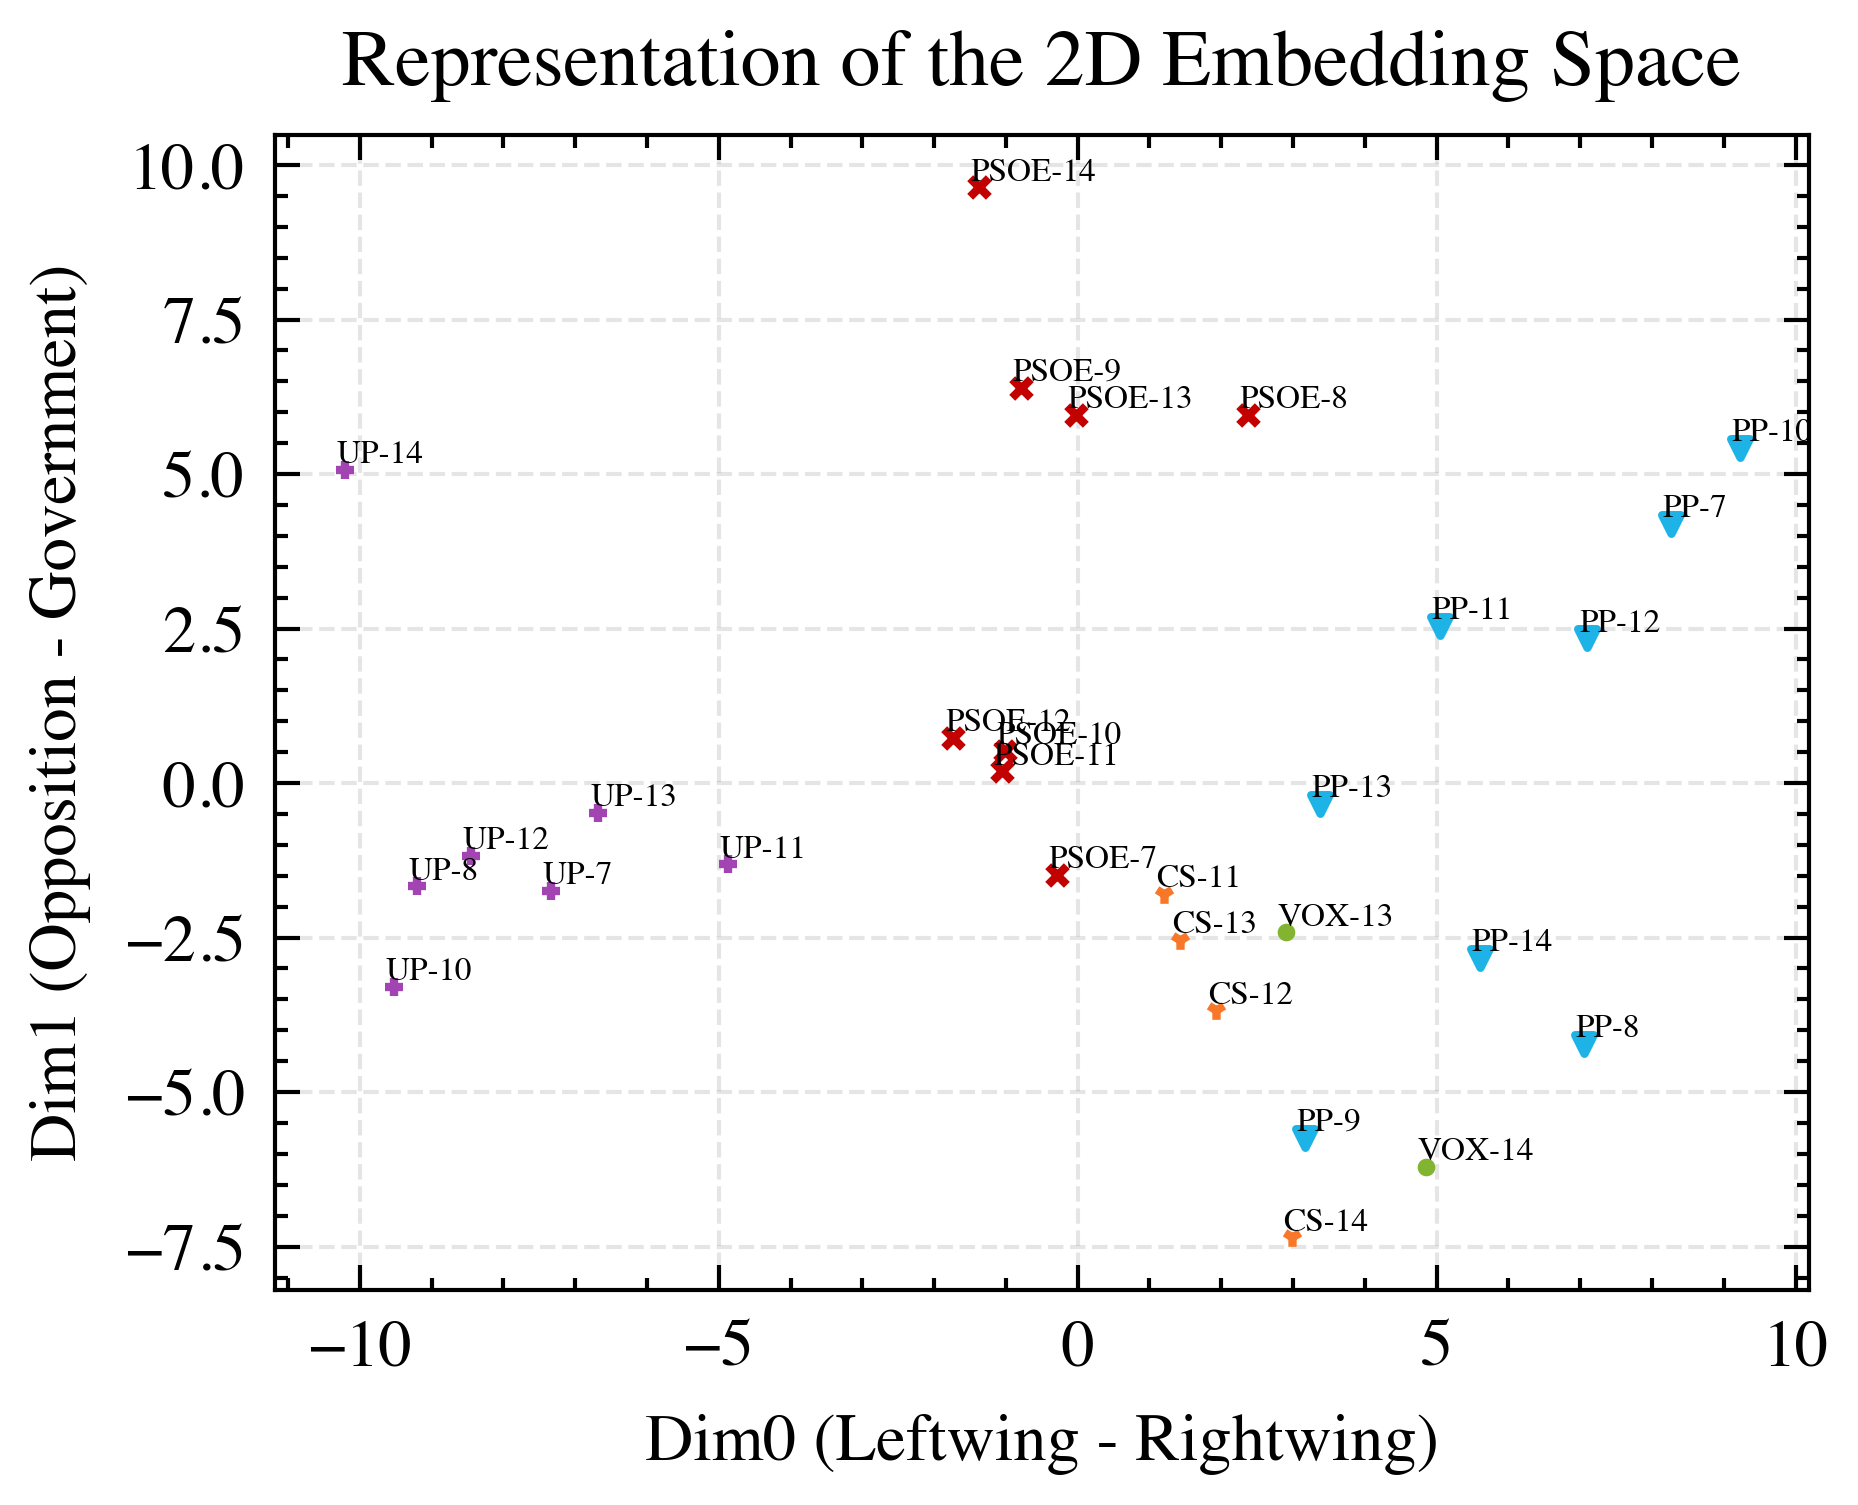 Representation of the 2D Embedding Space
Dim1 (Opposition - Government)
10.0
7.5
5.0
2.5
0.0
−2.5
−5.0
−7.5
PSOE-14
PSOE-9
PSOE-13
PSOE-8
PP-10
UP-14
PP-7
PP-11
PP-12
PSOE-12
PSOE-10
PSOE-11
PP-13
UP-13
UP-12
UP-11
UP-8
UP-7
PSOE-7
CS-11
CS-13
VOX-13
PP-14
UP-10
CS-12
PP-8
PP-9
VOX-14
CS-14
−10
−5
0
5
10
Dim0 (Leftwing - Rightwing)